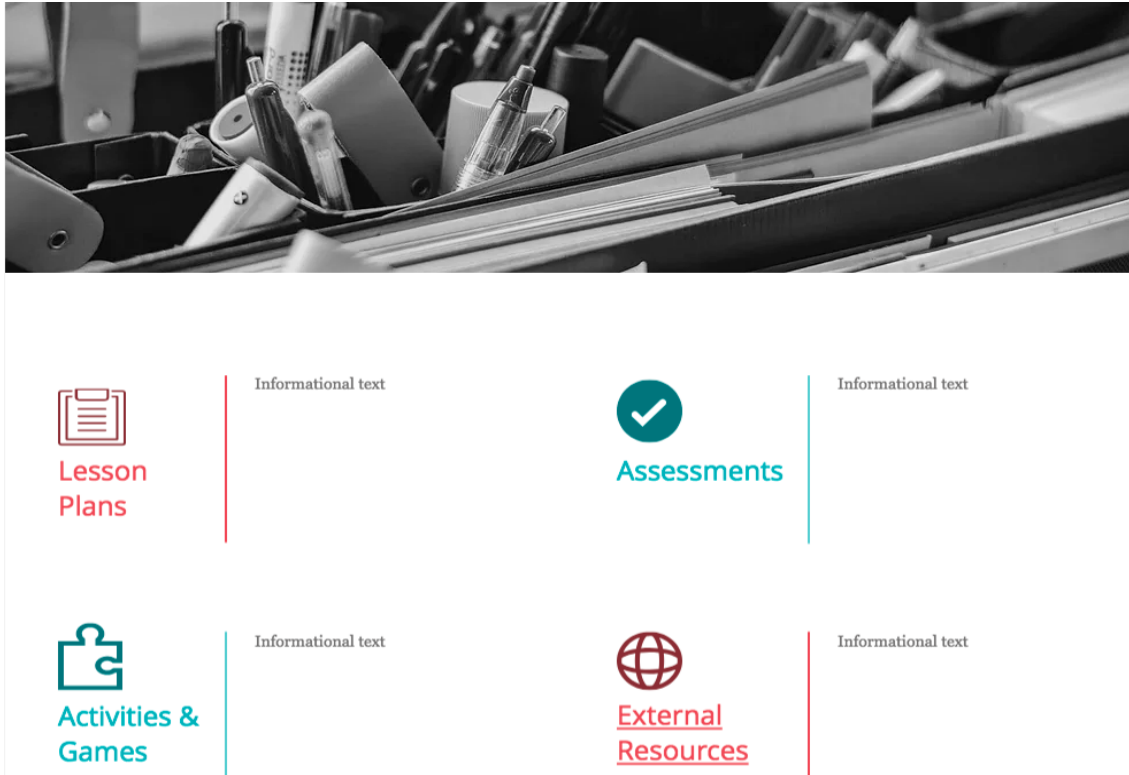 Informational text
Lesson
Plans
Informational text
Assessments
Informational text
Activities &
Games
Informational text
External
Resources